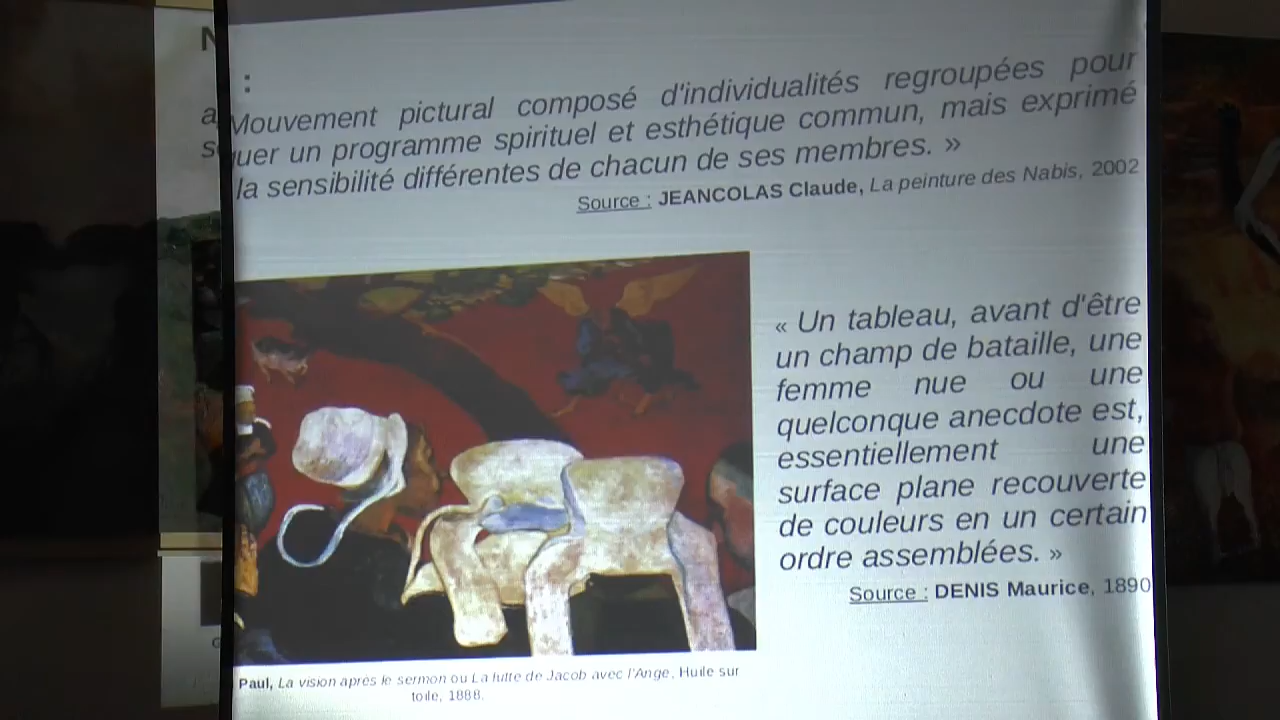 N
:
a Mouvement pictural composé d'individualités regroupées pour
uer un programme spirituel et esthétique commun, mais exprimé
la sensibilité différentes de chacun de ses membres. »
Source : JEANCOLAS Claude, La peinture des Nabis, 2002
« Un tableau, avant d'être
un champ de bataille, une
femme nue ou une
quelconque anecdote est,
essentiellement une
surface plane recouverte
de couleurs en un certain
ordre assemblées. »
Source : DENIS Maurice, 1890
Paul, La vision après le sermon ou La lutte de Jacob avec l'Ange, Huile sur
toile, 1888.